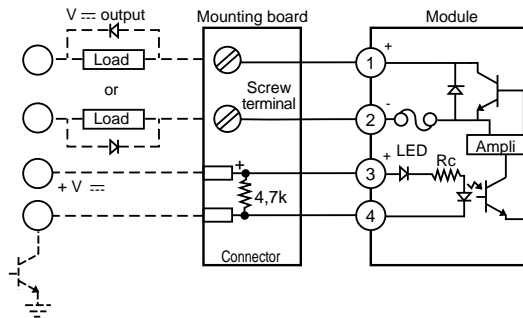 V ⎓ output
Mounting board
Module
Load
or
Load
Screw
terminal
1
+
2
-
Ampli
+ V ⎓
+
4,7k
3
+
LED
Rc
4
Connector